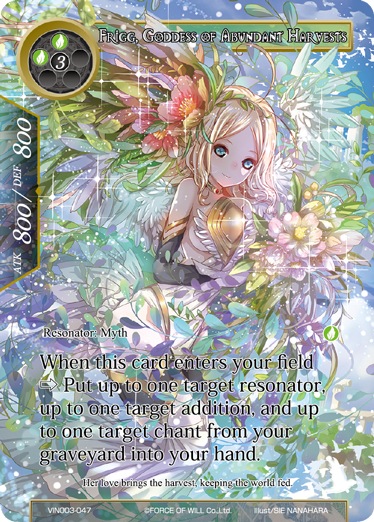 Frigg, Goddess of Abundant Harvests
3
ATK 800/ DEF 800
Resonator: Myth
When this card enters your field
⇨ Put up to one target resonator,
up to one target addition, and up
to one target chant from your
graveyard into your hand.
Her love brings the harvest, keeping the world fed.
VIN003-047 ©FORCE OF WILL Co.,Ltd. Illust/SIE NANAHARA